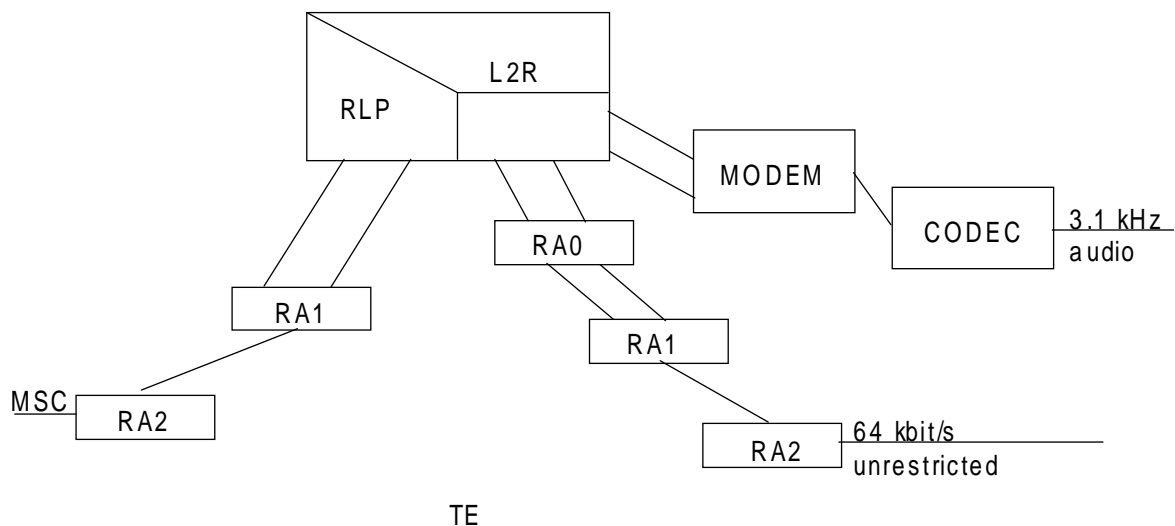 L2R
RLP
MODEM
CODEC
3.1 kHz
audio
RA0
RA1
RA1
MSC
RA2
64 kbit/s
unrestricted
RA2
TE